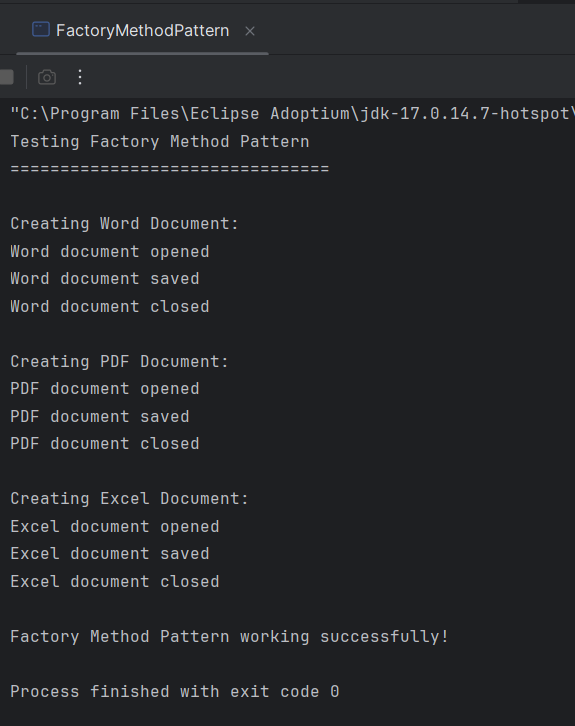 FactoryMethodPattern
"C:\Program Files\Eclipse Adoptium\jdk-17.0.14.7-hotspot\
Testing Factory Method Pattern
================================
Creating Word Document:
Word document opened
Word document saved
Word document closed
Creating PDF Document:
PDF document opened
PDF document saved
PDF document closed
Creating Excel Document:
Excel document opened
Excel document saved
Excel document closed
Factory Method Pattern working successfully!
Process finished with exit code 0